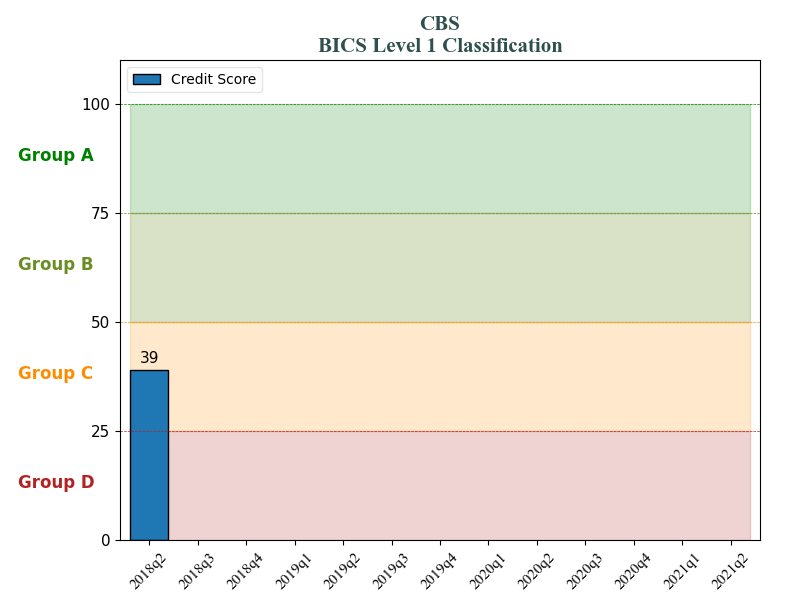 CBS
BICS Level 1 Classification
Credit Score
100
Group A
75
Group B
50
39
Group C
25
Group D
0
2018q2 2018q3 2018q4 2019q1 2019q2 2019q3 2019q4 2020q1 2020q2 2020q3 2020q4 2021q1 2021q2